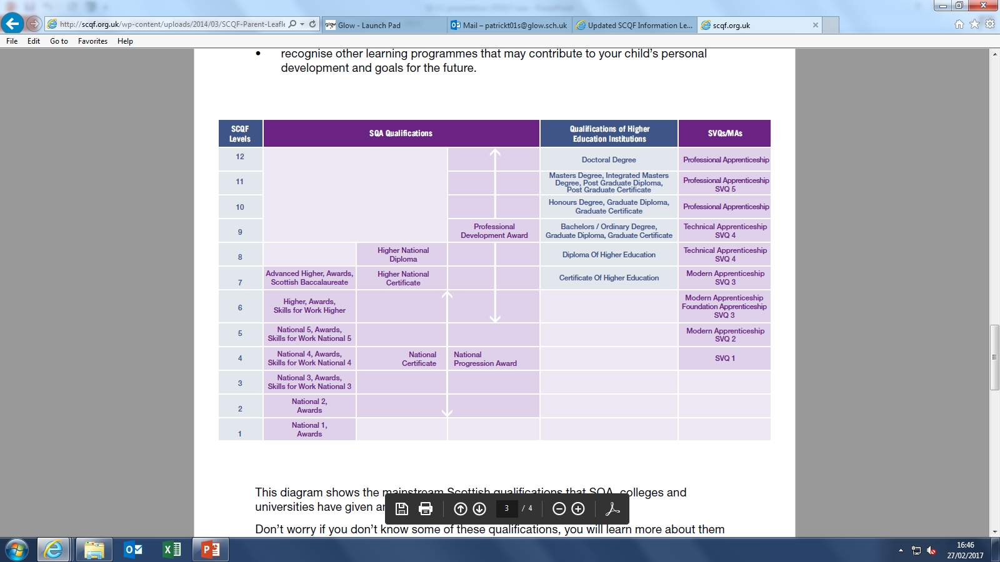 http://scqf.org.uk/wp-content/uploads/2014/03/SCQF-Parent-Leafle
Glow - Launch Pad
Mail – patrickt01s@glow.sch.uk
Updated SCQF Information Le...
scqf.org.uk
File Edit Go to Favorites Help
• recognise other learning programmes that may contribute to your child's personal
development and goals for the future.
SCQF
Levels
SQA Qualifications
Qualifications of Higher
Education Institutions
SVQs/MAs
12
Doctoral Degree
Professional Apprenticeship
11
Masters Degree, Integrated Masters
Degree, Post Graduate Diploma,
Post Graduate Certificate
Professional Apprenticeship
SVQ 5
10
Honours Degree, Graduate Diploma,
Graduate Certificate
Professional Apprenticeship
9
Professional
Development Award
Bachelors / Ordinary Degree,
Graduate Diploma, Graduate Certificate
Technical Apprenticeship
SVQ 4
8
Higher National
Diploma
Diploma Of Higher Education
Technical Apprenticeship
SVQ 4
7
Advanced Higher, Awards,
Scottish Baccalaureate
Higher National
Certificate
Certificate Of Higher Education
Modern Apprenticeship
SVQ 3
6
Higher, Awards,
Skills for Work Higher
Modern Apprenticeship
Foundation Apprenticeship
SVQ 3
5
National 5, Awards,
Skills for Work National 5
Modern Apprenticeship
SVQ 2
4
National 4, Awards,
Skills for Work National 4
National
Certificate
National
Progression Award
SVQ 1
3
National 3, Awards,
Skills for Work National 3
2
National 2,
Awards
1
National 1,
Awards
This diagram shows the mainstream Scottish qualifications that SQA, colleges and
universities have given
3 / 4
Don't worry if you don't know some of these qualifications, you will learn more about them
16:46
27/02/2017